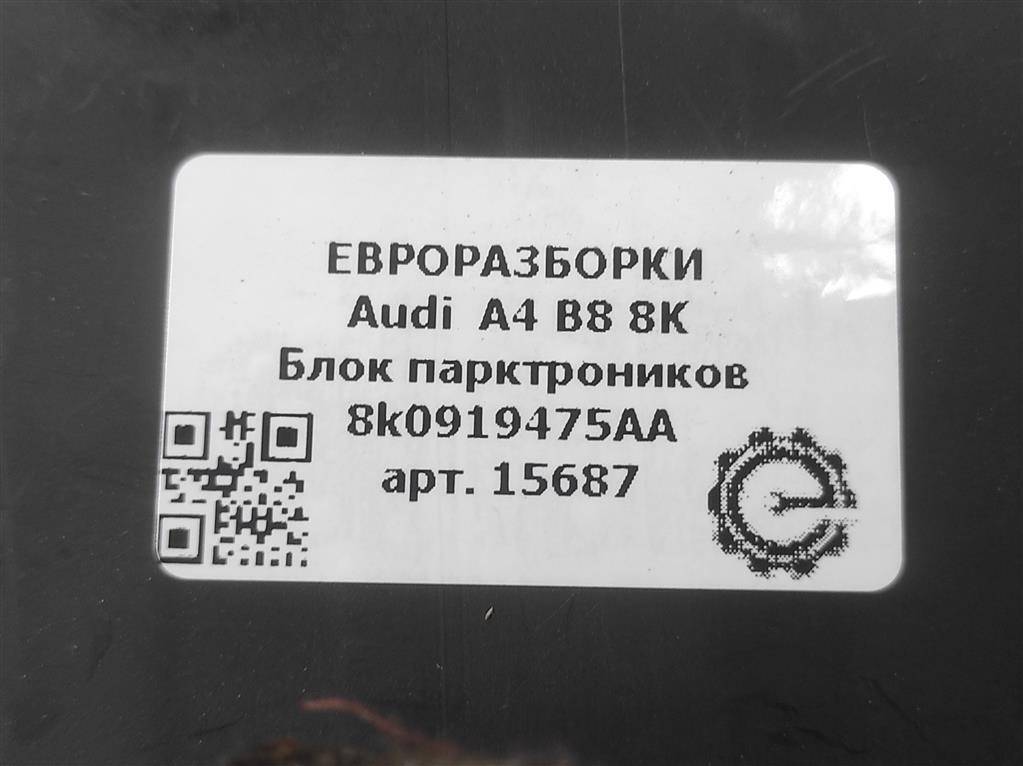 ЕВРОРАЗБОРКИ
Audi A4 B8 8K
Блок парктроников
8k0919475AA
арт. 15687